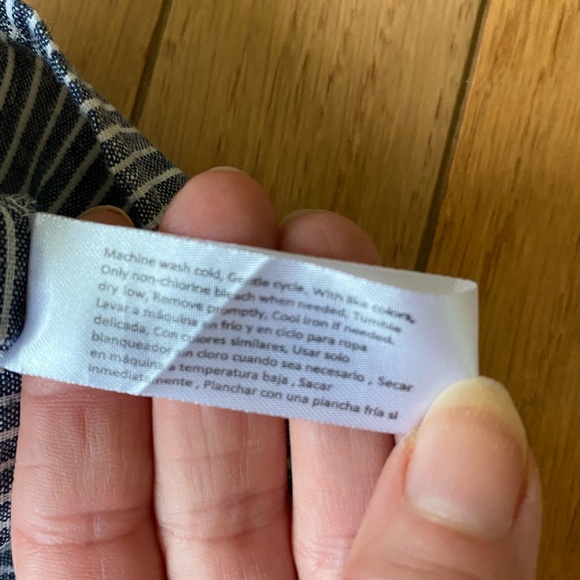 Machine wash cold, Gentle cycle, With like colors,
Only non-chlorine bleach when needed, Tumble
dry low, Remove promptly, Cool iron if needed.
Levar a máquina en frío y en ciclo para ropa
delicada, Con colores similares, Usar solo
blanqueador sin cloro cuando sea necesario , Secar
en máquina a temperatura baja , Sacar
inmediatamente , Planchar con una plancha fría si